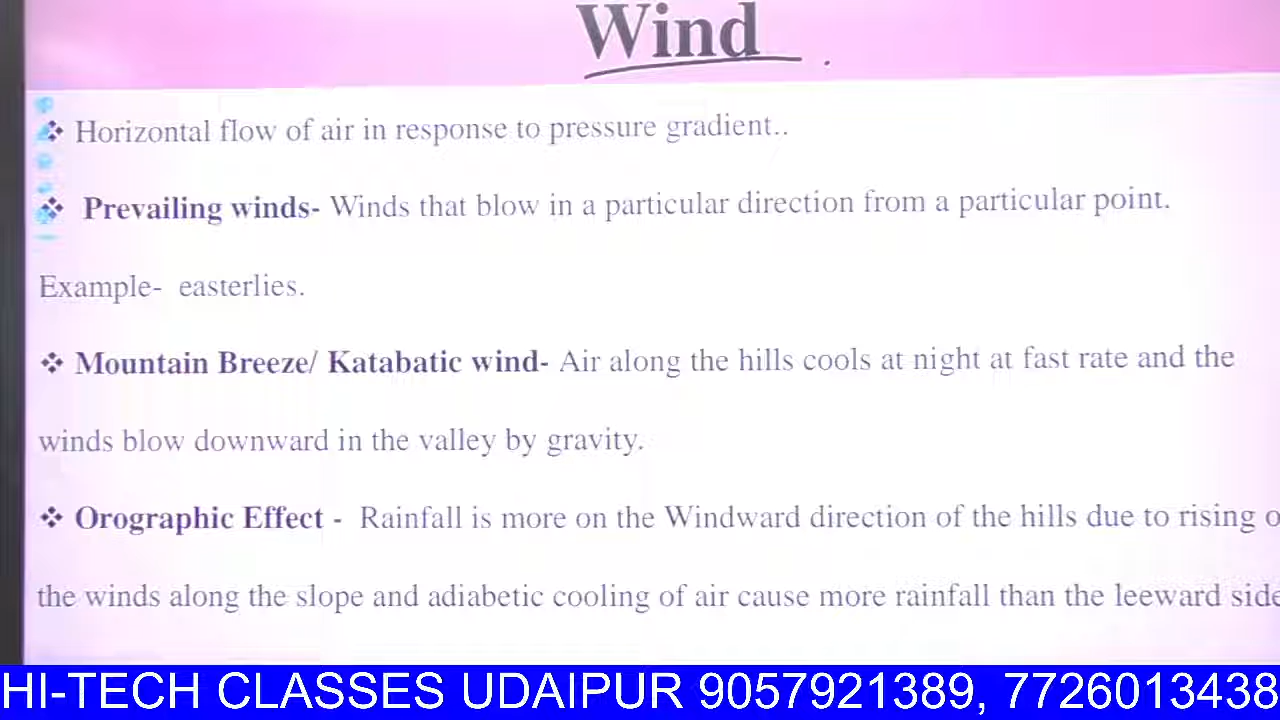 Wind
❖ Horizontal flow of air in response to pressure gradient..
❖ Prevailing winds- Winds that blow in a particular direction from a particular point.
Example- easterlies.
❖ Mountain Breeze/ Katabatic wind- Air along the hills cools at night at fast rate and the
winds blow downward in the valley by gravity.
❖ Orographic Effect - Rainfall is more on the Windward direction of the hills due to rising
the winds along the slope and adiabetic cooling of air cause more rainfall than the leeward side
HI-TECH CLASSES UDAIPUR 9057921389, 7726013438